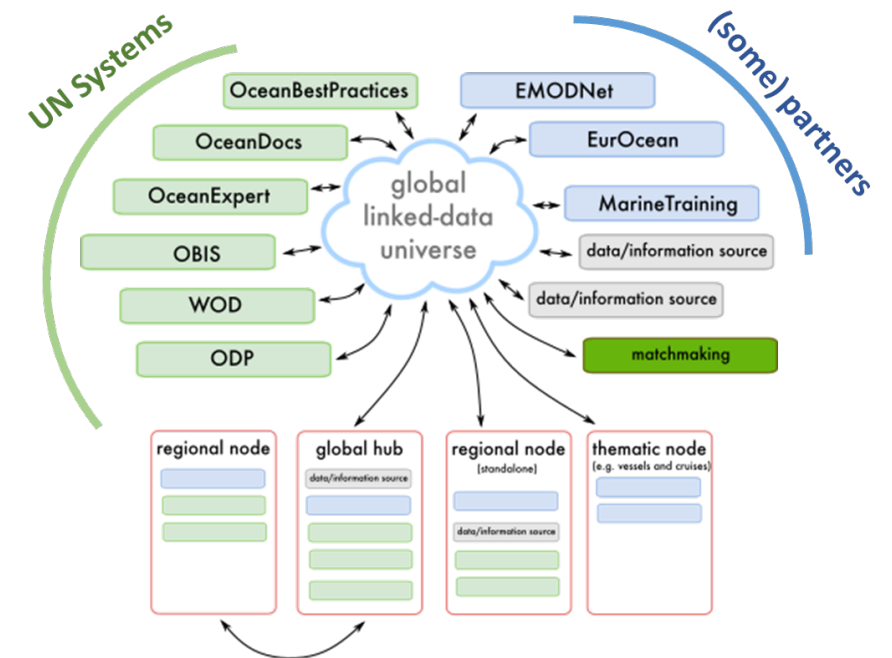 UN Systems
(some) partners
OceanBestPractices
EMODNet
OceanDocs
EurOcean
OceanExpert
MarineTraining
OBIS
data/information source
WOD
data/information source
ODP
matchmaking
global
linked-data
universe
regional node
global hub
data/information source
regional node
(standalone)
data/information source
thematic node
(e.g. vessels and cruises)